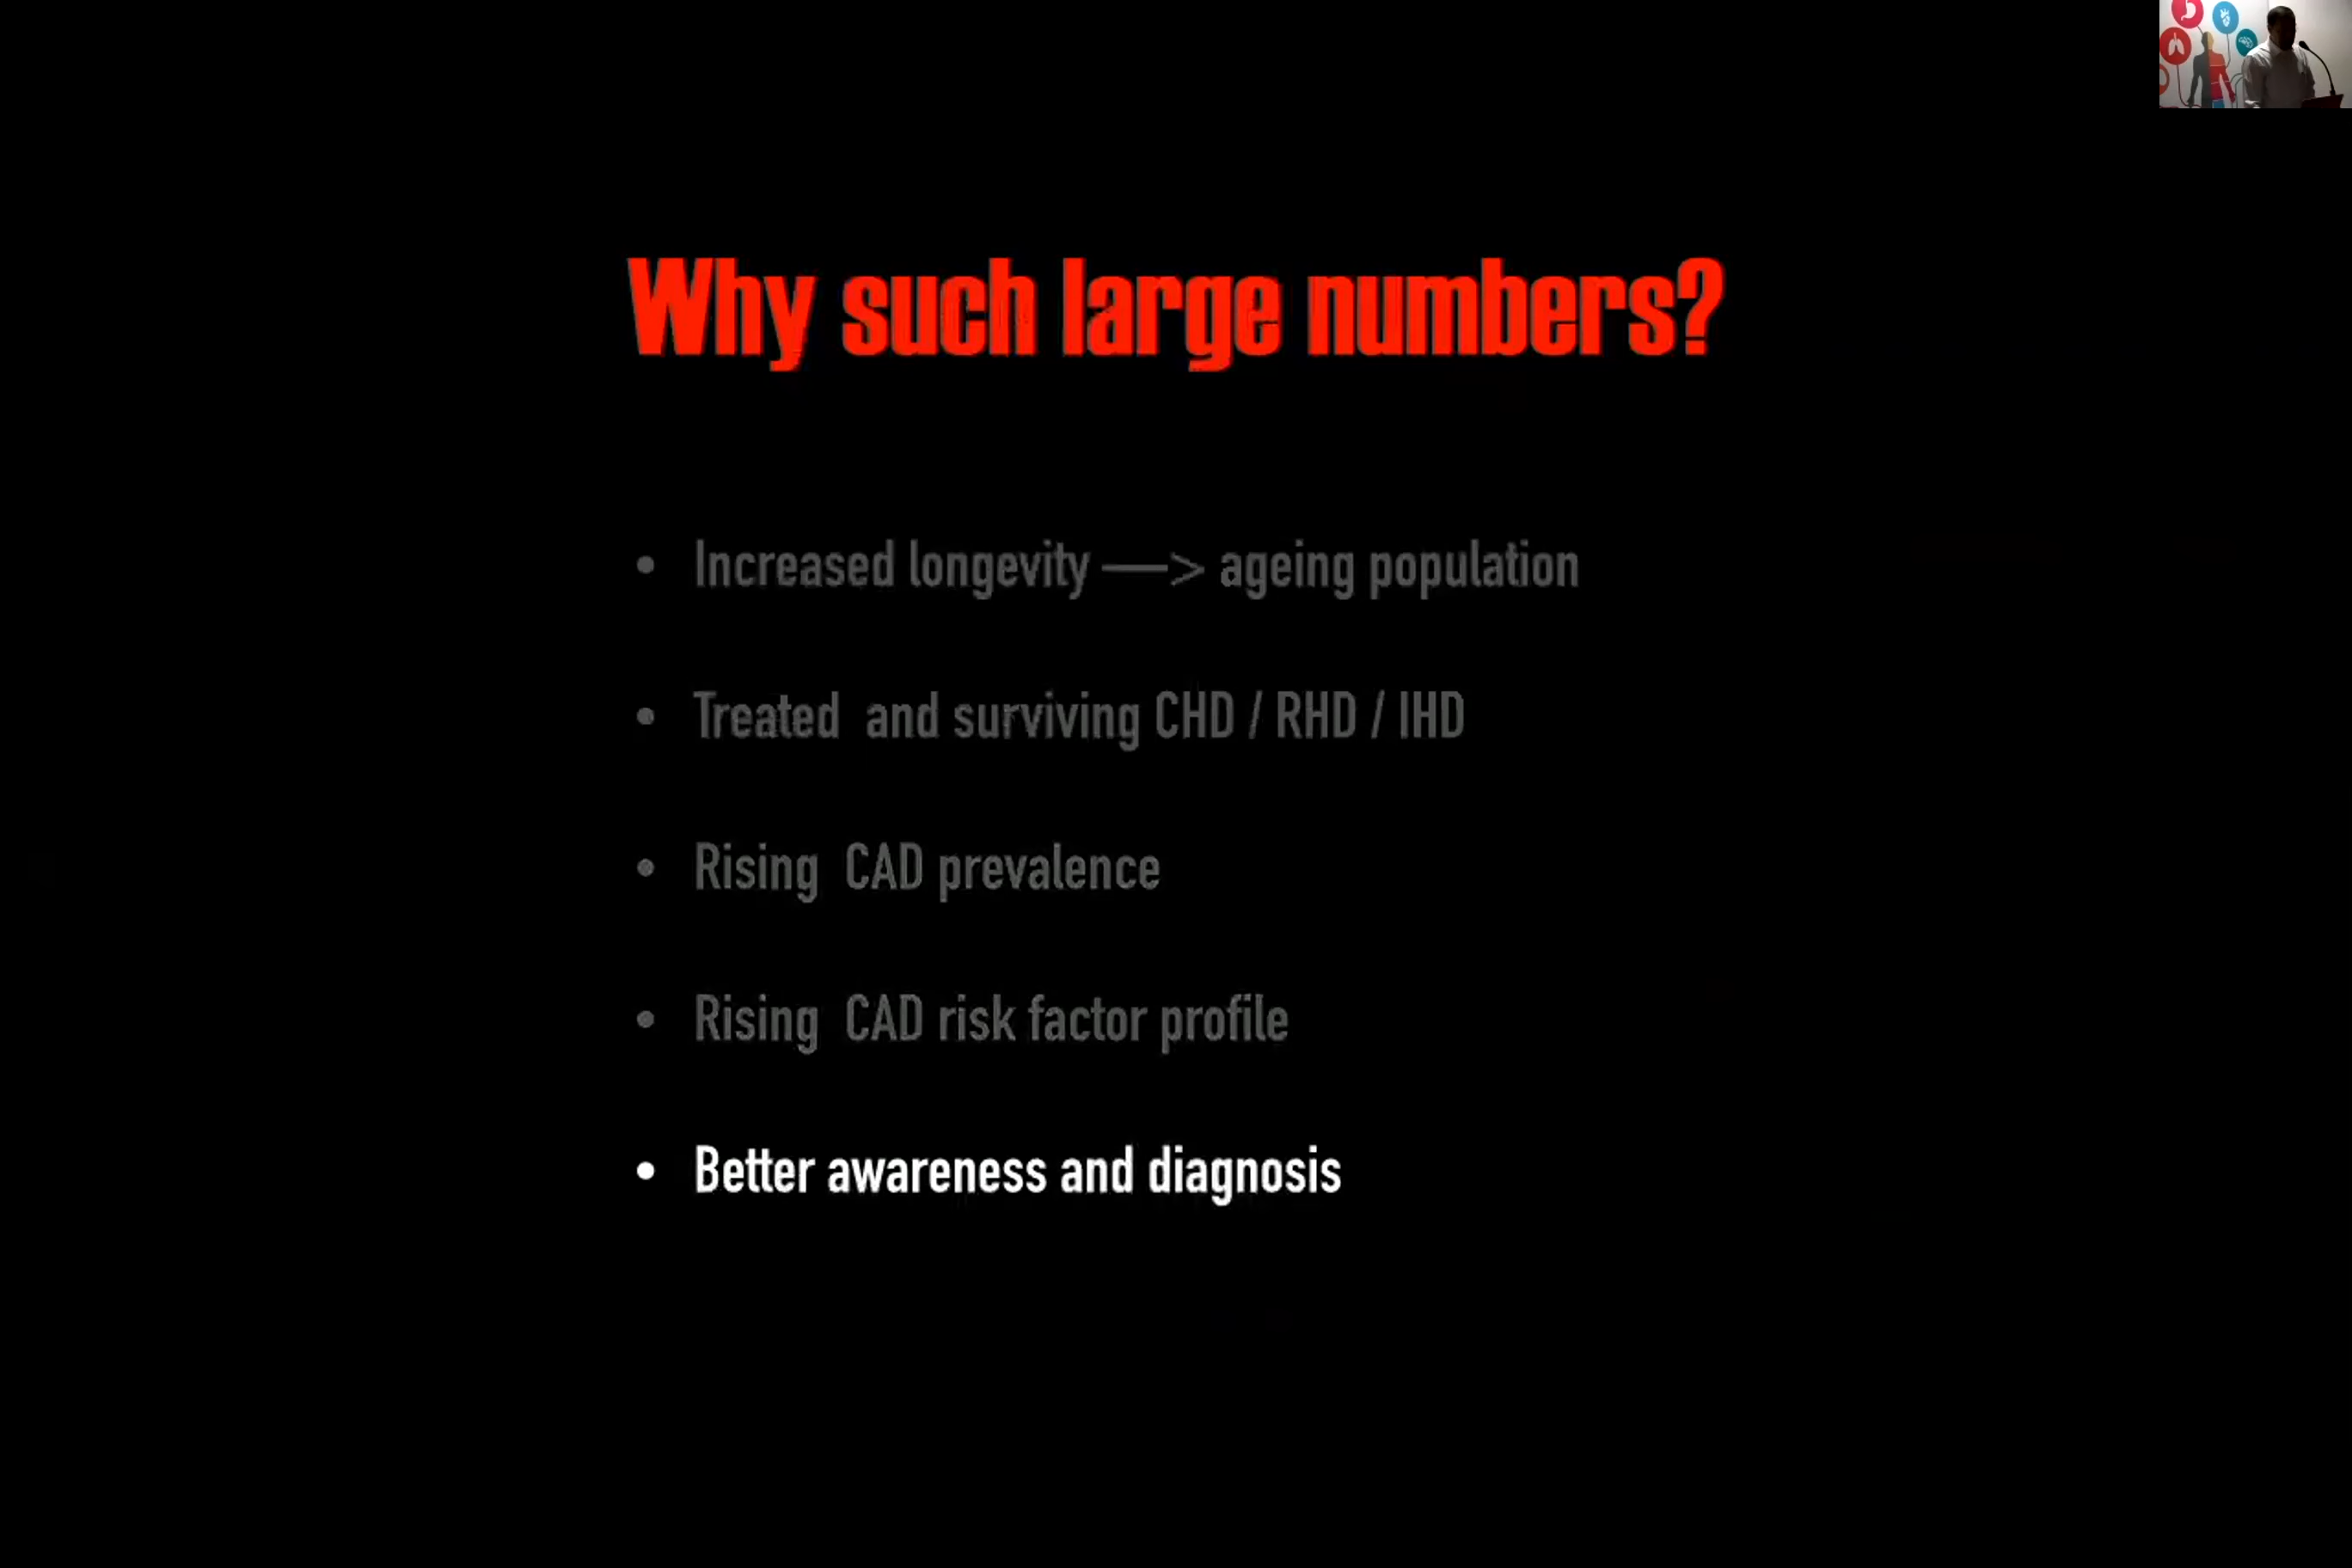 Why such large numbers?
• Increased longevity —> ageing population
• Treated and surviving CHD / RHD / IHD
• Rising CAD prevalence
• Rising CAD risk factor profile
• Better awareness and diagnosis